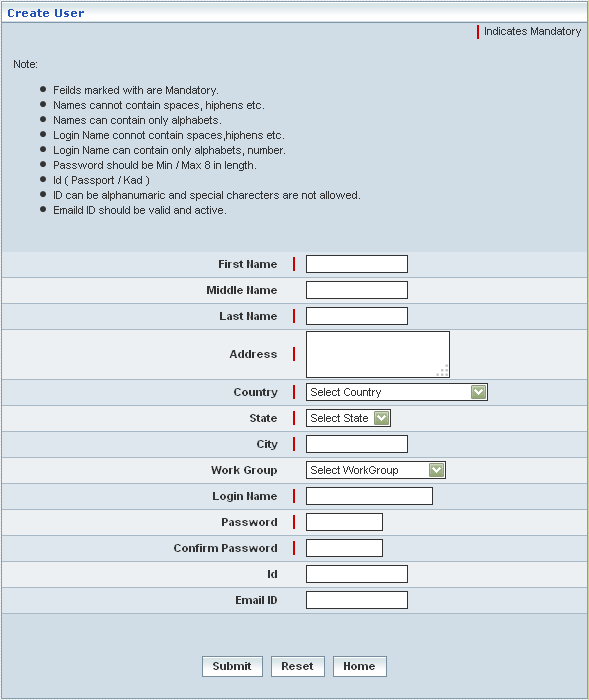 Create User
Indicates Mandatory
Note:
Feilds marked with are Mandatory.
Names cannot contain spaces, hiphens etc.
Names can contain only alphabets.
Login Name connot contain spaces,hiphens etc.
Login Name can contain only alphabets, number.
Password should be Min / Max 8 in length.
Id ( Passport / Kad )
ID can be alphanumaric and special charecters are not allowed.
Emaild ID should be valid and active.
First Name
Middle Name
Last Name
Address
Country Select Country
State Select State
City
Work Group Select WorkGroup
Login Name
Password
Confirm Password
Id
Email ID
Submit Reset Home